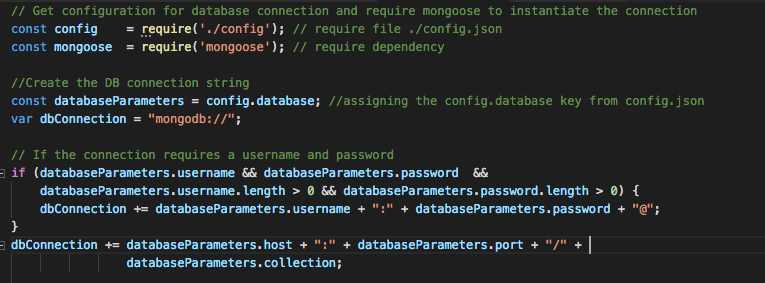 // Get configuration for database connection and require mongoose to instantiate the connection
const config    = require('./config'); // require file ./config.json
const mongoose  = require('mongoose'); // require dependency
//Create the DB connection string
const databaseParameters = config.database; //assigning the config.database key from config.json
var dbConnection = "mongodb://";
// If the connection requires a username and password
if (databaseParameters.username && databaseParameters.password  &&
    databaseParameters.username.length > 0 && databaseParameters.password.length > 0) {
    dbConnection += databaseParameters.username + ":" + databaseParameters.password + "@";
}
dbConnection += databaseParameters.host + ":" + databaseParameters.port + "/" +
                databaseParameters.collection;